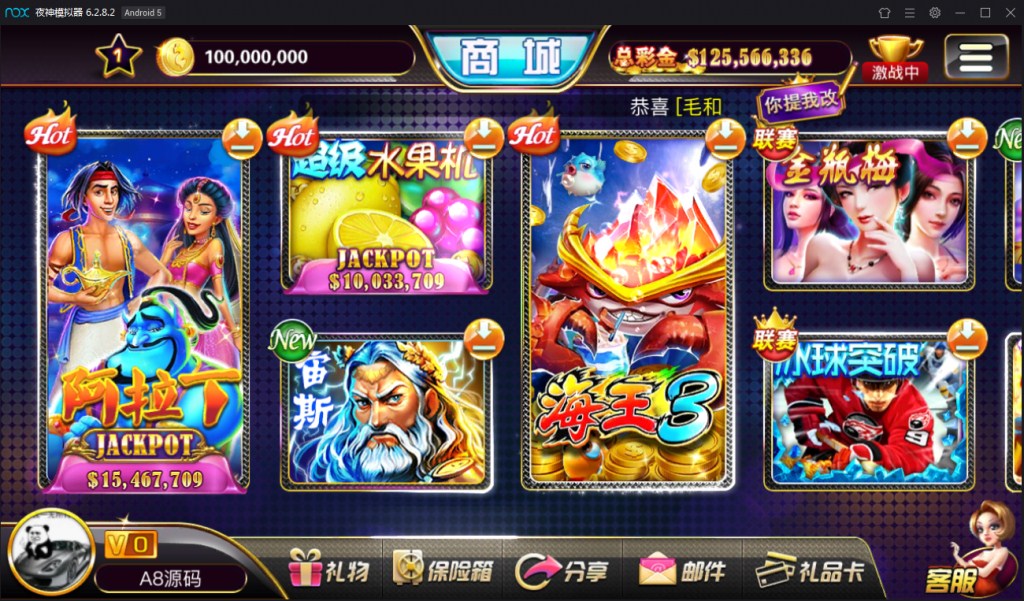 nox 夜神模拟器 6.2.8.2 Android 5
1
100,000,000
商城
总彩金 $125,566,336
激战中
恭喜 [毛和
你提我改
Hot
阿拉丁
JACKPOT
$15,467,709
Hot
超级水果机
JACKPOT
$10,033,709
New
宙斯
Hot
海王3
联赛
金瓶梅
联赛
冰球突破
9
V0
A8源码
礼物
保险箱
分享
邮件
礼品卡
客服